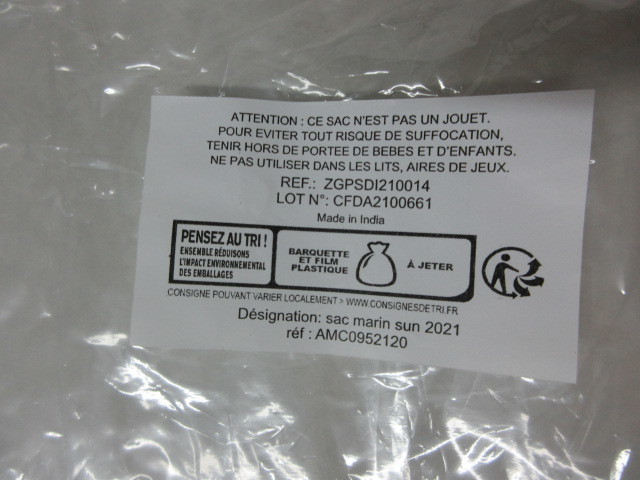 ATTENTION : CE SAC N'EST PAS UN JOUET.
POUR EVITER TOUT RISQUE DE SUFFOCATION,
TENIR HORS DE PORTEE DE BEBES ET D'ENFANTS.
NE PAS UTILISER DANS LES LITS, AIRES DE JEUX.
REF.: ZGPSDI210014
LOT N°: CFDA2100661
Made in India
PENSEZ AU TRI !
ENSEMBLE RÉDUISONS
L'IMPACT ENVIRONNEMENTAL
DES EMBALLAGES
BARQUETTE
ET FILM
PLASTIQUE
À JETER
CONSIGNE POUVANT VARIER LOCALEMENT > WWW.CONSIGNESDETRI.FR
Désignation: sac marin sun 2021
réf : AMC0952120